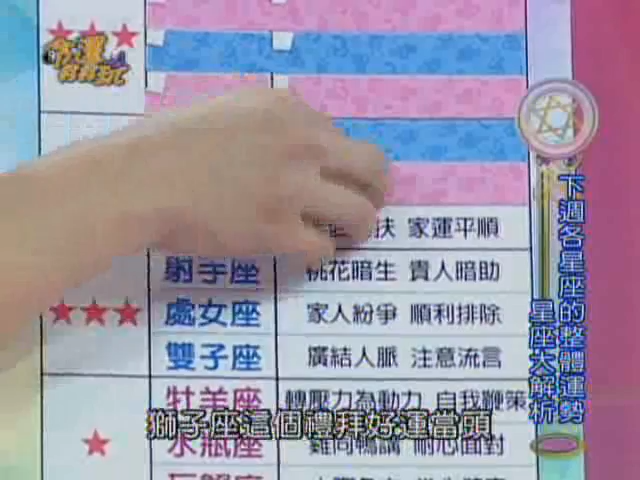 家運平順
射手座 桃花暗生 貴人暗助
處女座 家人紛爭 順利排除
雙子座 廣結人脈 注意流言
牡羊座 轉壓力為動力 自我鞭策
水瓶座 耐心面對
獅子座這個禮拜好運當頭
下週各星座的整體運勢
星座大解析